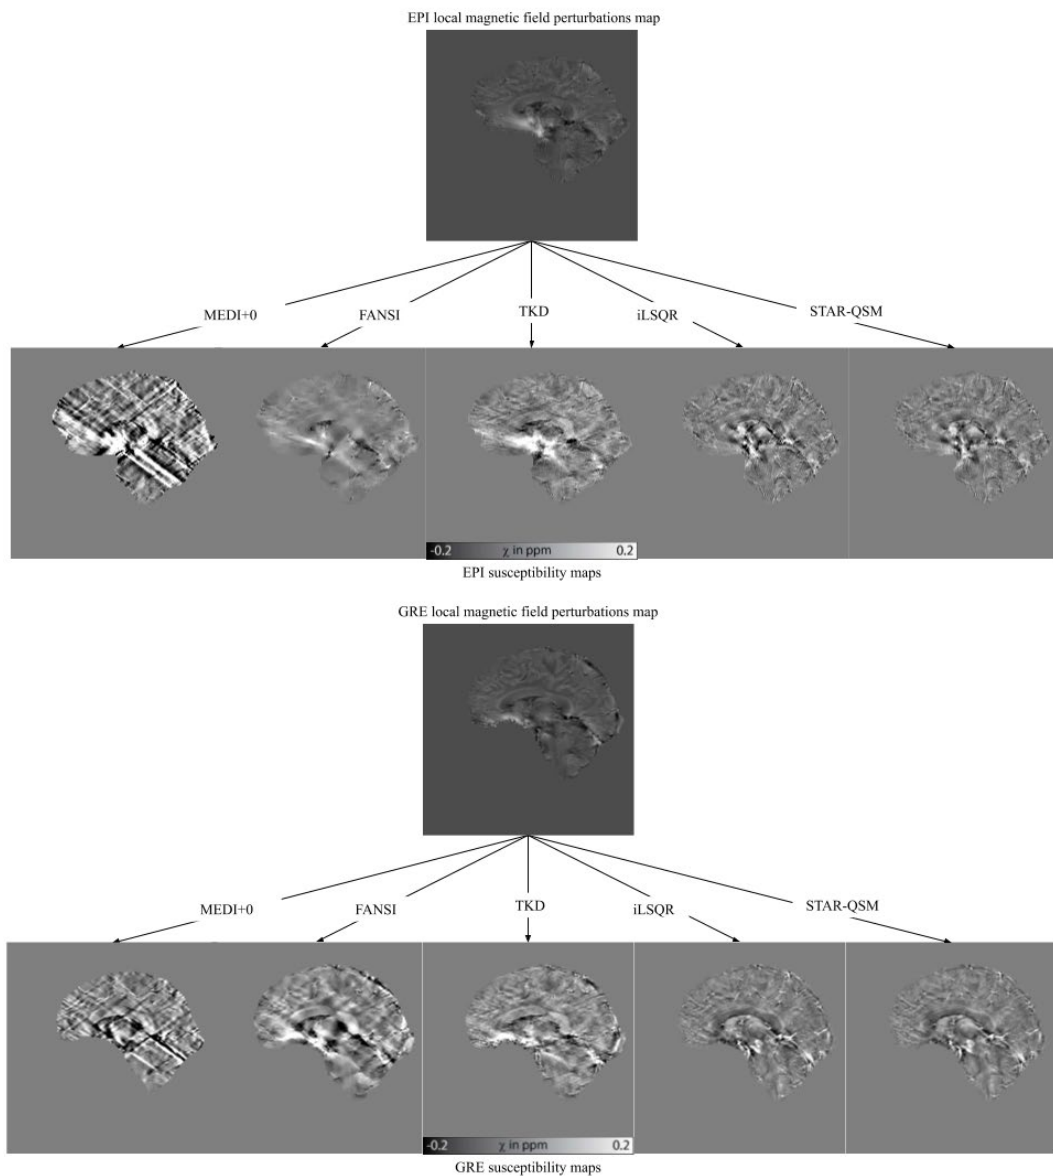 EPI local magnetic field perturbations map
MEDI+0 FANSI TKD iLSQR STAR-QSM
-0.2 χ in ppm 0.2
EPI susceptibility maps
GRE local magnetic field perturbations map
MEDI+0 FANSI TKD iLSQR STAR-QSM
-0.2 χ in ppm 0.2
GRE susceptibility maps